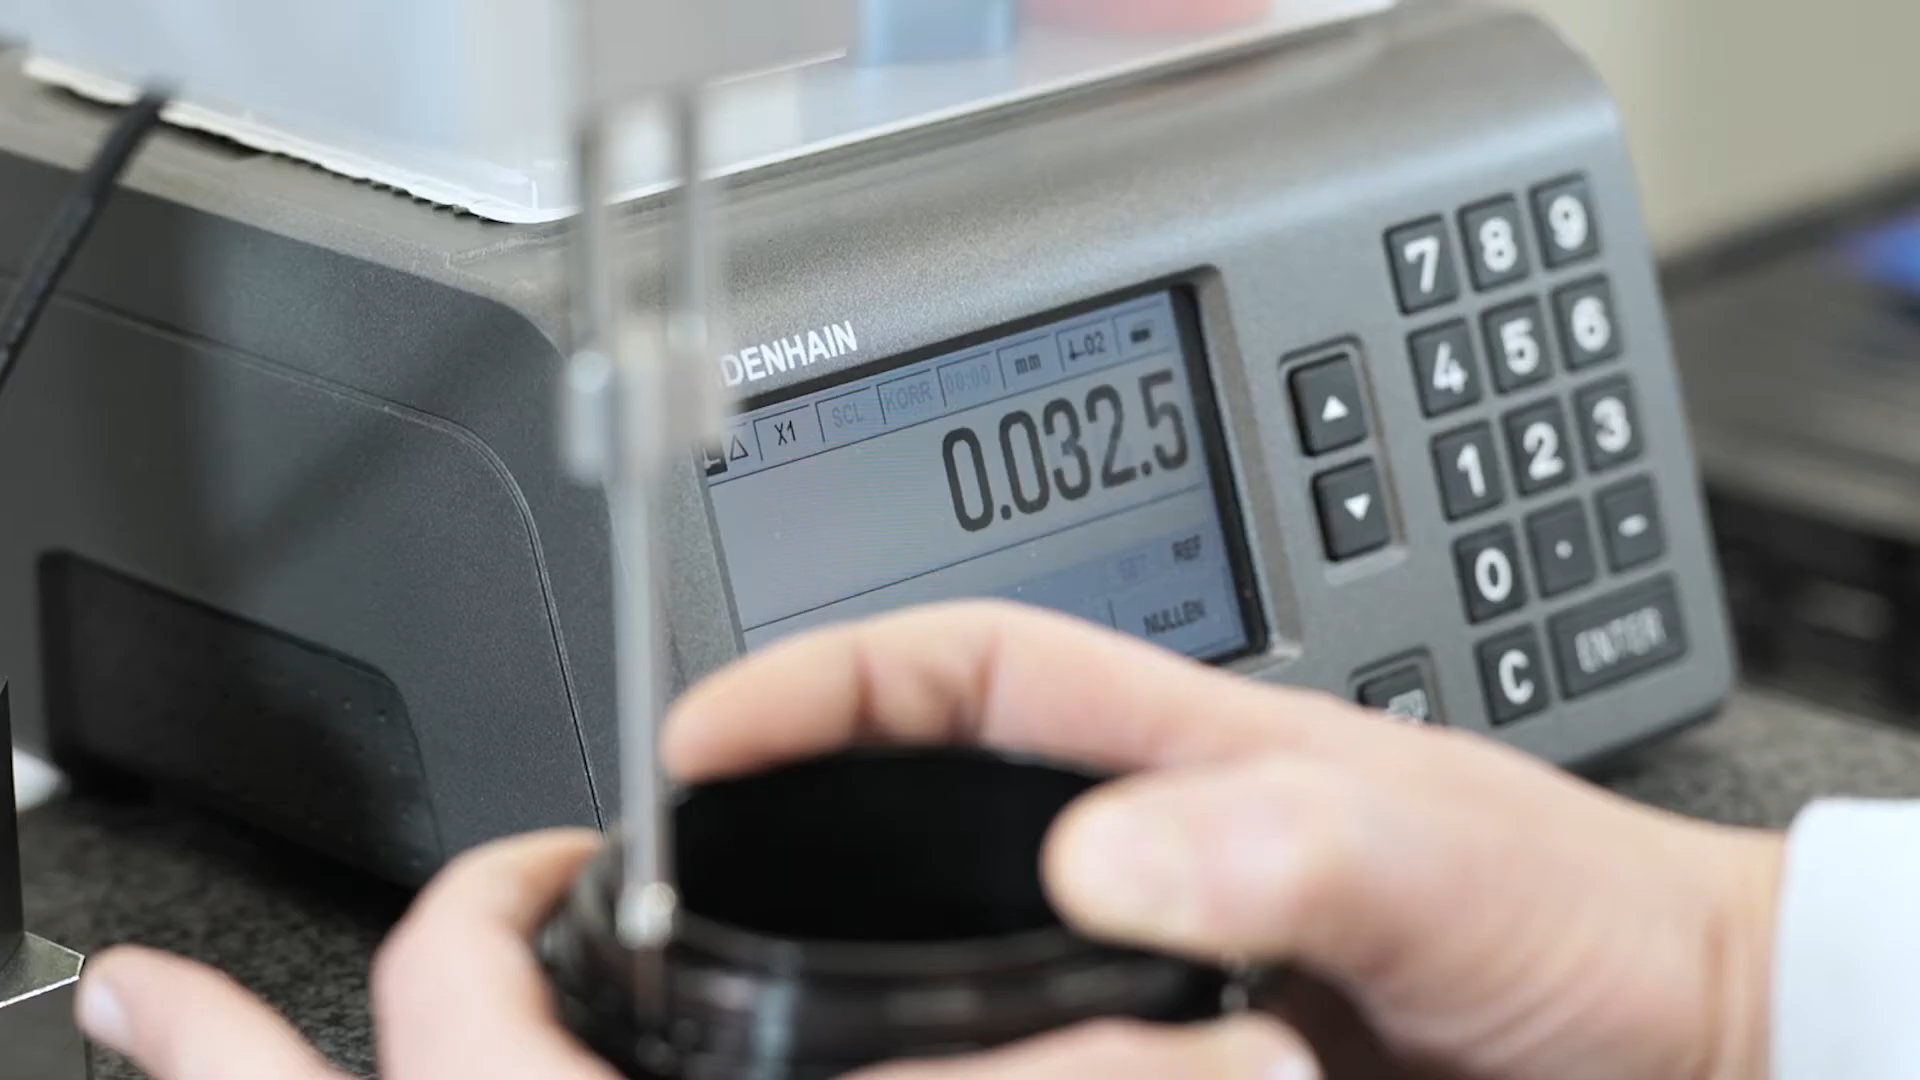 DENHAIN
X1 SCL KORR 00:00 mm 02
0.032.5
SET REF
NULLEN
7 8 9
4 5 6
1 2 3
0 . -
C ENTER